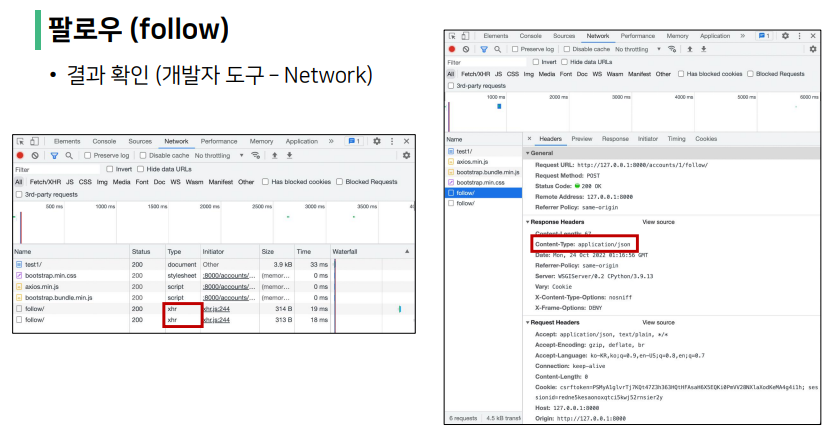 팔로우 (follow)
• 결과 확인 (개발자 도구 – Network)
Elements Console Sources Network Performance Memory Application » 1
Preserve log Disable cache No throttling
Filter Invert Hide data URLs
All Fetch/XHR JS CSS Img Media Font Doc WS Wasm Manifest Other Has blocked cookies Blocked Requests
3rd-party requests
500 ms 1000 ms 1500 ms 2000 ms 2500 ms 3000 ms 3500 ms 40
Name Status Type Initiator Size Time Waterfall
test1/ 200 document Other 3.9 kB 33 ms
bootstrap.min.css 200 stylesheet :8000/accounts/... (memor... 0 ms
axios.min.js 200 script :8000/accounts/... (memor... 0 ms
bootstrap.bundle.min.js 200 script :8000/accounts/... (memor... 0 ms
follow/ 200 xhr xhr.js:244 314 B 19 ms
follow/ 200 xhr xhr.js:244 313 B 18 ms
Elements Console Sources Network Performance Memory Application » 1
Preserve log Disable cache No throttling
Filter Invert Hide data URLs
All Fetch/XHR JS CSS Img Media Font Doc WS Wasm Manifest Other Has blocked cookies Blocked Requests
3rd-party requests
1000 ms 2000 ms 3000 ms 4000 ms 5000 ms 6000 ms
Name
test1/
axios.min.js
bootstrap.bundle.min.js
bootstrap.min.css
follow/
follow/
6 requests 4.5 kB transf
× Headers Preview Response Initiator Timing Cookies
▼ General
Request URL: http://127.0.0.1:8000/accounts/1/follow/
Request Method: POST
Status Code: 200 OK
Remote Address: 127.0.0.1:8000
Referrer Policy: same-origin
▼ Response Headers View source
Content-Length: 67
Content-Type: application/json
Date: Mon, 24 Oct 2022 01:16:56 GMT
Referrer-Policy: same-origin
Server: WSGIServer/0.2 CPython/3.9.13
Vary: Cookie
X-Content-Type-Options: nosniff
X-Frame-Options: DENY
▼ Request Headers View source
Accept: application/json, text/plain, */*
Accept-Encoding: gzip, deflate, br
Accept-Language: ko-KR,ko;q=0.9,en-US;q=0.8,en;q=0.7
Connection: keep-alive
Content-Length: 0
Cookie: ses
Host: 127.0.0.1:8000
Origin: http://127.0.0.1:8000